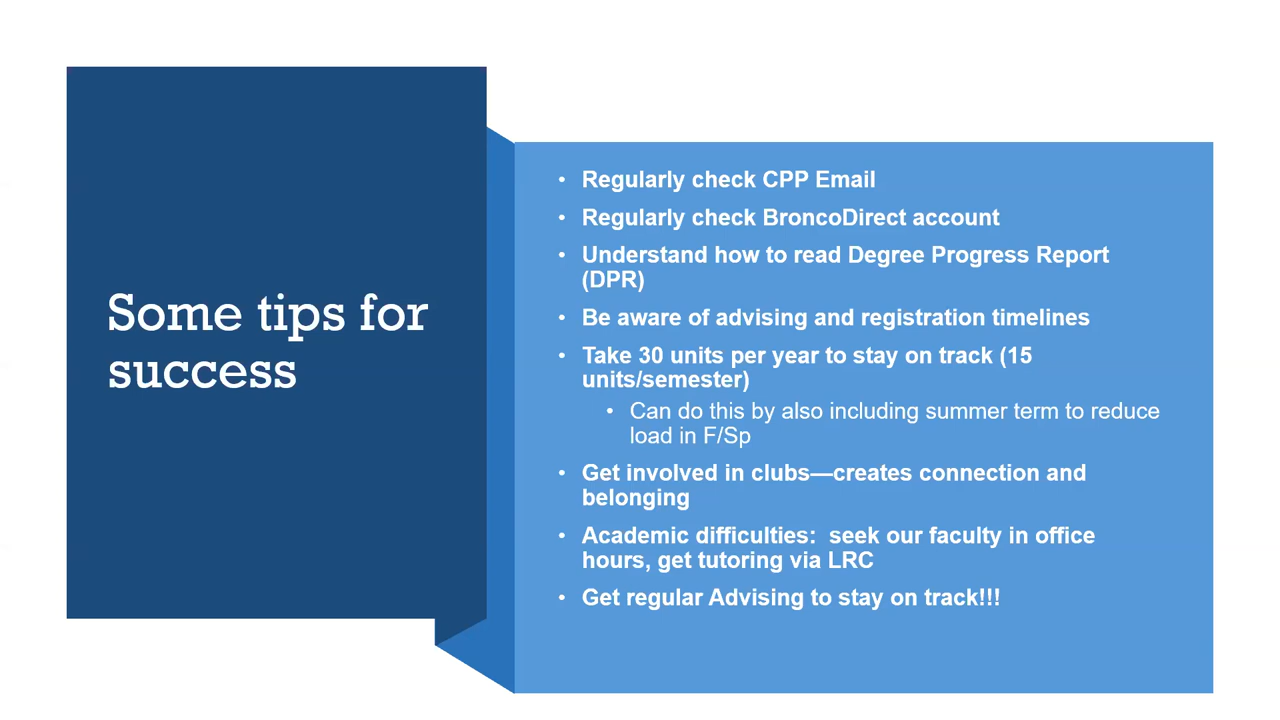 Some tips for
success
• Regularly check CPP Email
• Regularly check BroncoDirect account
• Understand how to read Degree Progress Report
(DPR)
• Be aware of advising and registration timelines
• Take 30 units per year to stay on track (15
units/semester)
• Can do this by also including summer term to reduce
load in F/Sp
• Get involved in clubs—creates connection and
belonging
• Academic difficulties:  seek our faculty in office
hours, get tutoring via LRC
• Get regular Advising to stay on track!!!